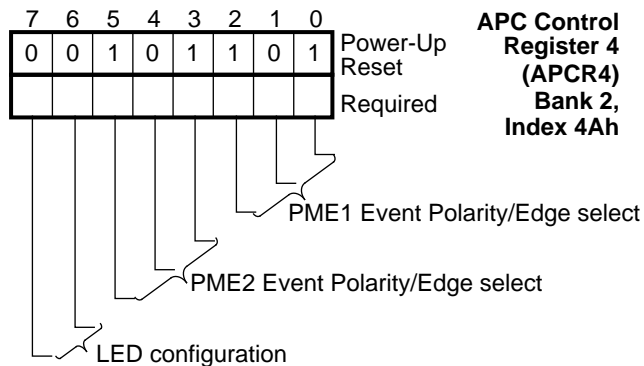 7 6 5 4 3 2 1 0
0 0 1 0 1 1 0 1
Power-Up
Reset
Required
APC Control
Register 4
(APCR4)
Bank 2,
Index 4Ah
PME1 Event Polarity/Edge select
PME2 Event Polarity/Edge select
LED configuration